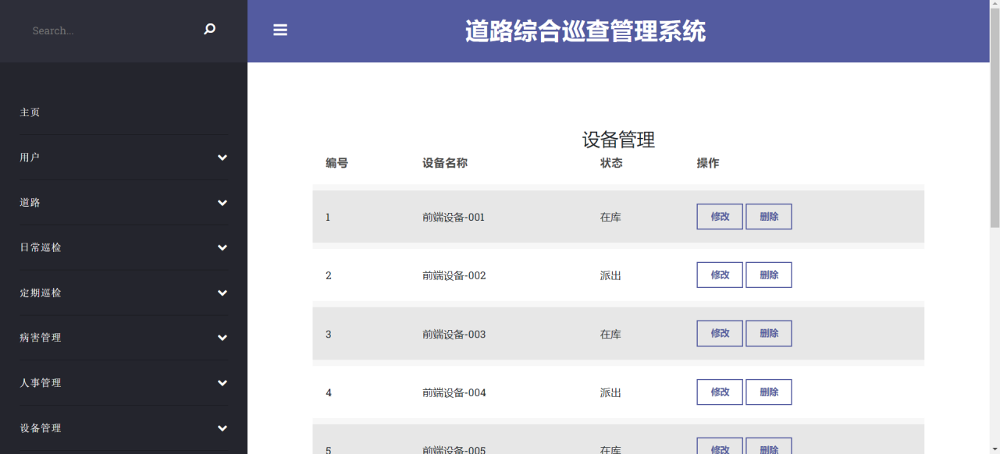 Search...
道路综合巡查管理系统
主页
用户
道路
日常巡检
定期巡检
病害管理
人事管理
设备管理
设备管理
编号 设备名称 状态 操作
1 前端设备-001 在库 修改 删除
2 前端设备-002 派出 修改 删除
3 前端设备-003 在库 修改 删除
4 前端设备-004 派出 修改 删除
5 前端设备-005 在库 修改 删除